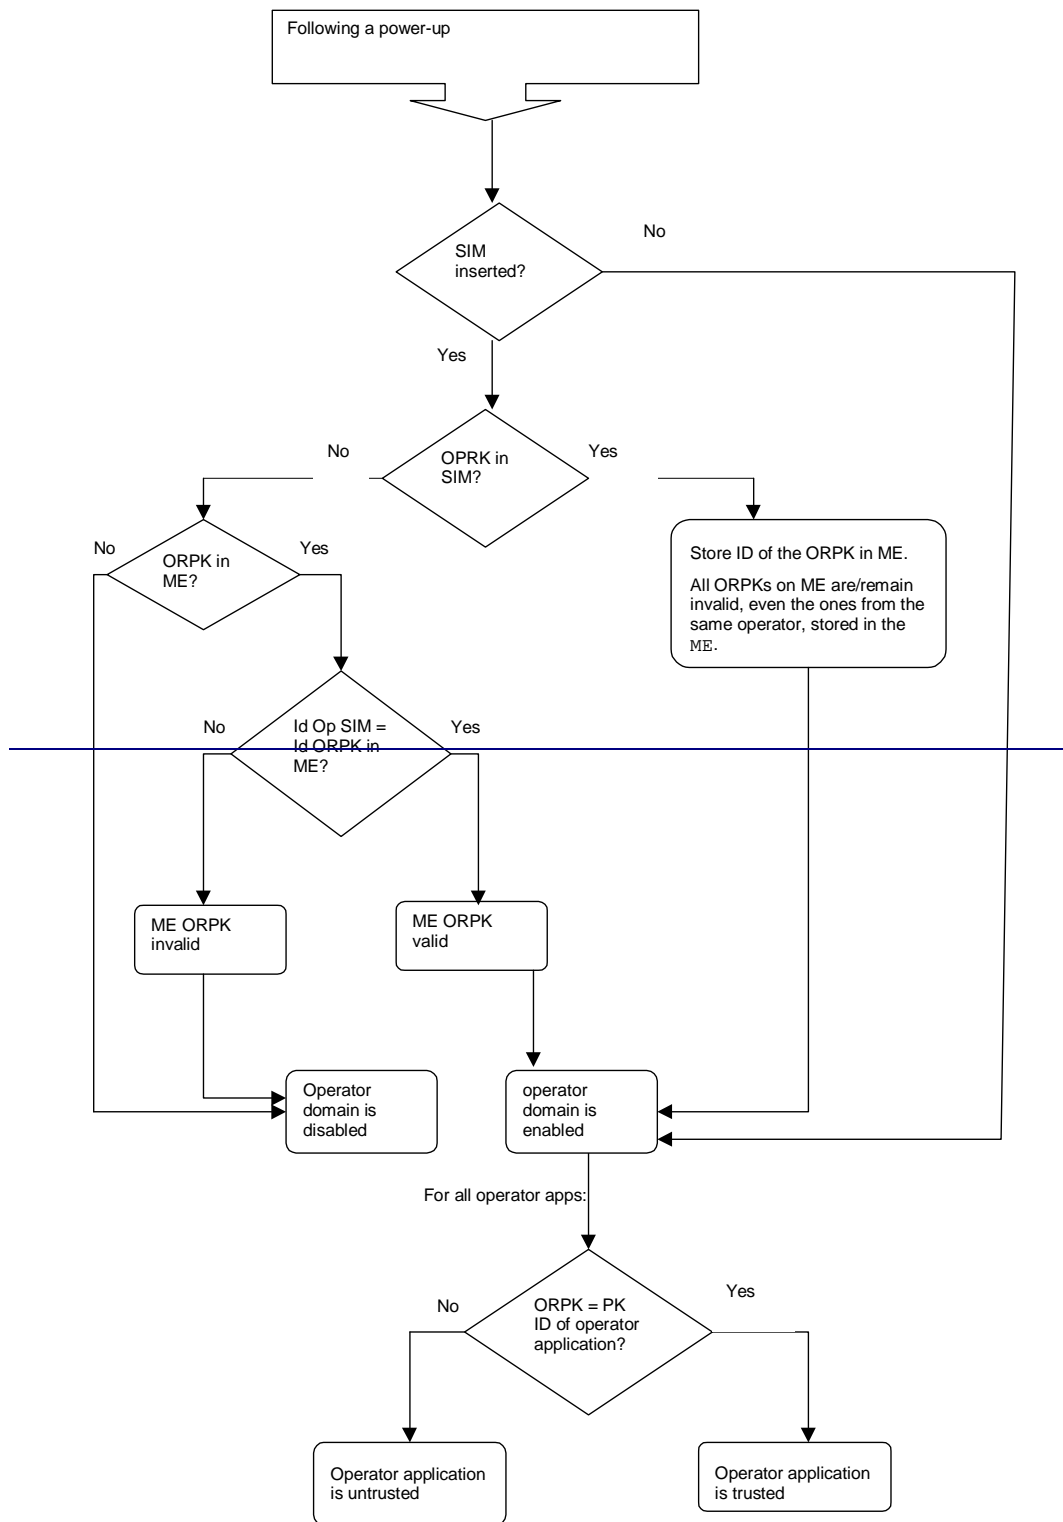 Following a power-up
No
SIM
inserted?
Yes
No
OPRK in
SIM?
Yes
No
ORPK in
ME?
Yes
Store ID of the ORPK in ME.
All ORPKs on ME are/remain
invalid, even the ones from the
same operator, stored in the
ME.
No
Id Op SIM =
Id ORPK in
ME?
Yes
ME ORPK
invalid
ME ORPK
valid
Operator
domain is
disabled
operator
domain is
enabled
For all operator apps:
No
ORPK = PK
ID of operator
application?
Yes
Operator application
is untrusted
Operator application
is trusted